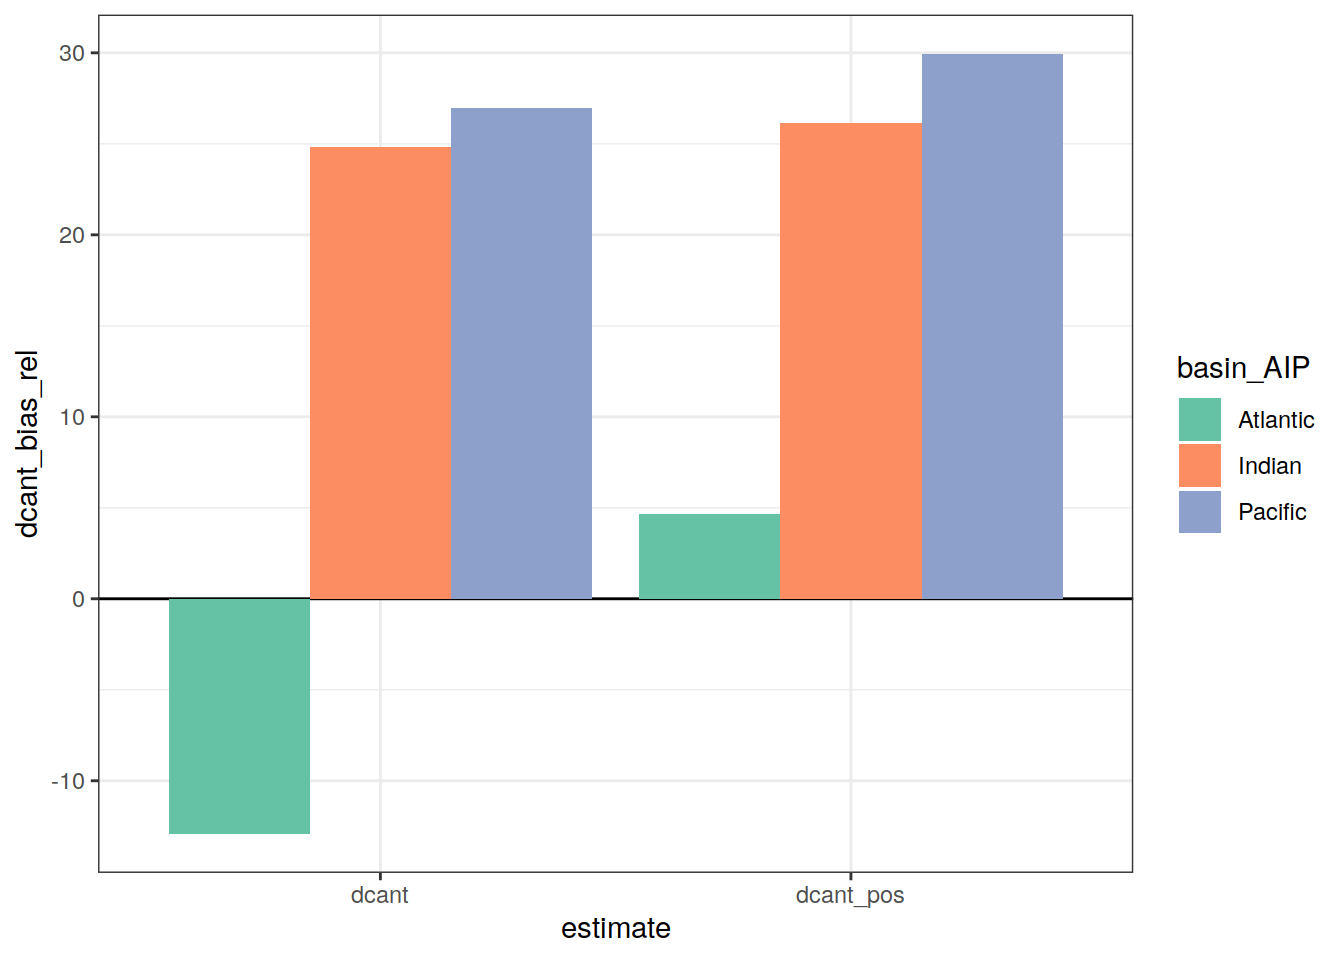 30
20
10
0
-10
dcant_bias_rel
dcant
dcant_pos
estimate
basin_AIP
Atlantic
Indian
Pacific